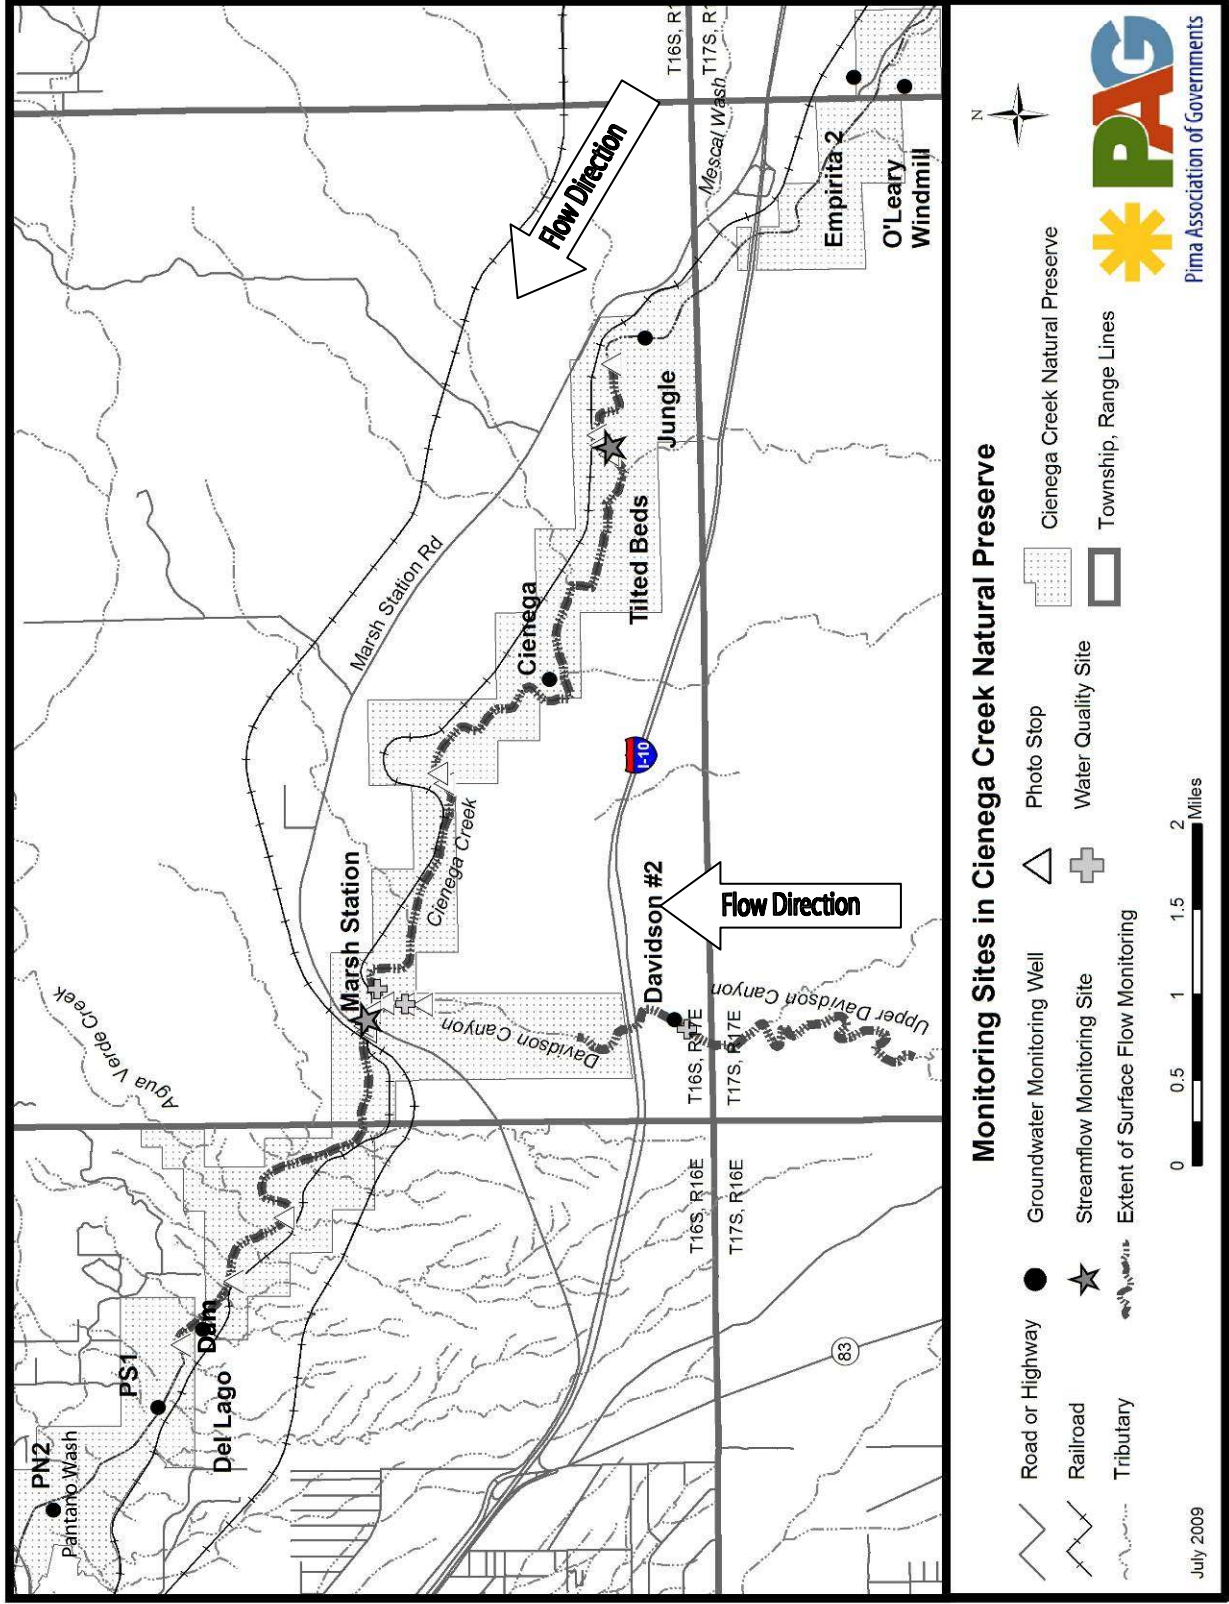 PN2
Pantano Wash
PS1
Del Lago
Dam
Agua Verde Creek
Marsh Station
Marsh Station Rd
Cienega Creek
Cienega
Flow Direction
Tilted Beds
Jungle
Mescal Wash
T16S, R1
T17S, R1
Empirita 2
O'Leary
Windmill
I-10
Davidson Canyon
Davidson #2
Flow Direction
Upper Davidson Canyon
T16S, R17E
T17S, R17E
T16S, R16E
T17S, R16E
83
Monitoring Sites in Cienega Creek Natural Preserve
N
Road or Highway
Railroad
Tributary
Groundwater Monitoring Well
Streamflow Monitoring Site
Extent of Surface Flow Monitoring
Photo Stop
Water Quality Site
Cienega Creek Natural Preserve
Township, Range Lines
0 0.5 1 1.5 2
Miles
July 2009
PAG
Pima Association of Governments